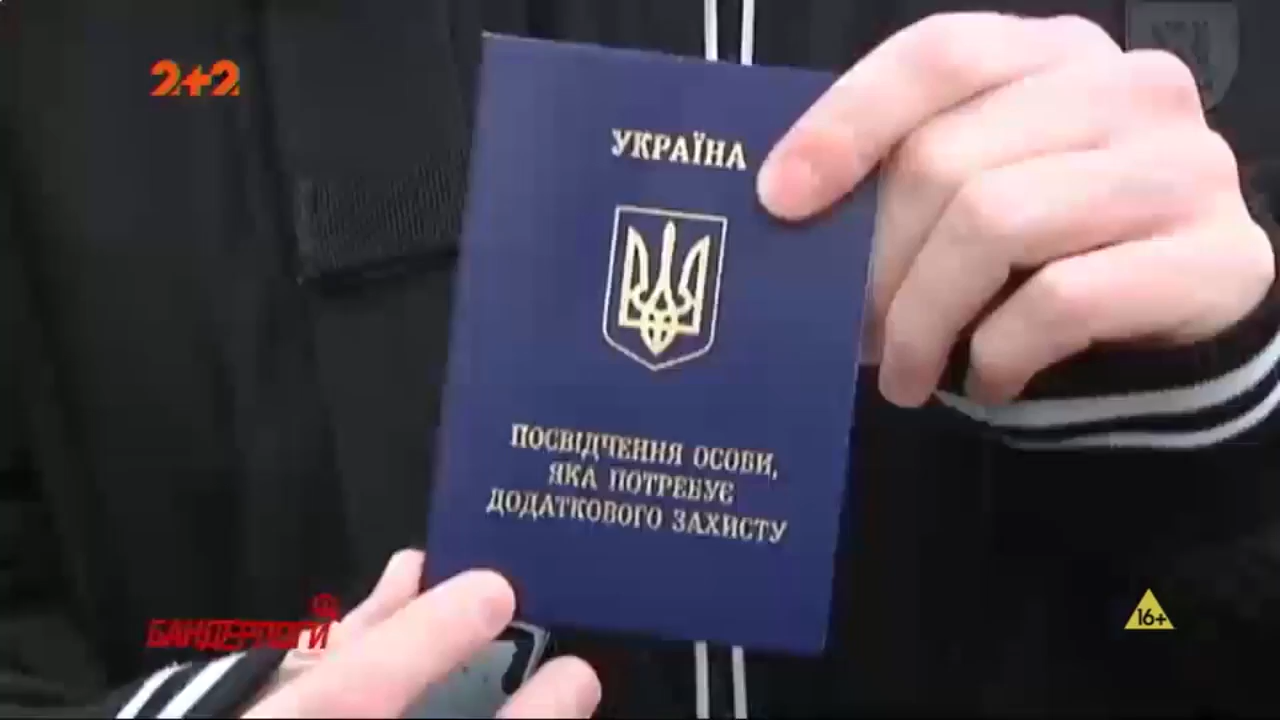 2+2
УКРАЇНА
ПОСВІДЧЕННЯ ОСОБИ,
ЯКА ПОТРЕБУЄ
ДОДАТКОВОГО ЗАХИСТУ
БАНДЕРЛОГИ
16+